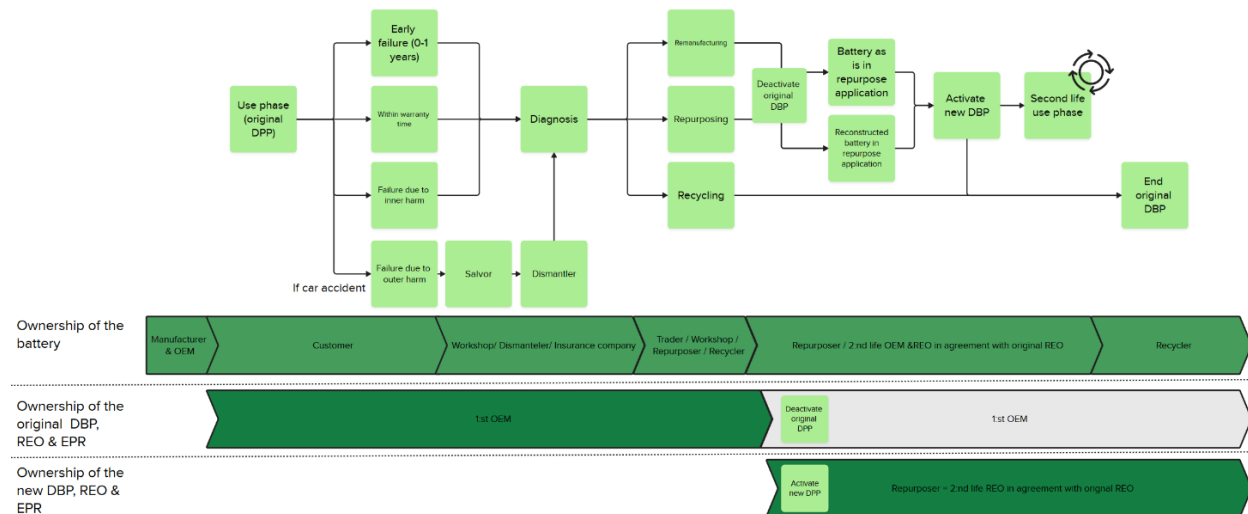 Use phase
(original
DPP)
Early
failure (0-1
years)
Within warranty
time
Failure due to
inner harm
If car accident
Failure due to
outer harm
Salvor
Dismantler
Diagnosis
Remanufacturing
Repurposing
Recycling
Deactivate
original
DBP
Battery as
is in
repurpose
application
Reconstructed
battery in
repurpose
application
Activate
new DBP
Second life
use phase
End
original
DBP
Ownership of the
battery
Manufacturer
& OEM
Customer
Workshop/ Dismanteler/ Insurance company
Trader / Workshop /
Repurposer / Recycler
Repurposer / 2:nd life OEM &REO in agreement with original REO
Recycler
Ownership of the
original DBP,
REO & EPR
1:st OEM
Deactivate
original
DPP
1:st OEM
Ownership of the
new DBP, REO &
EPR
Activate
new DPP
Repurposer = 2:nd life REO in agreement with orignal REO